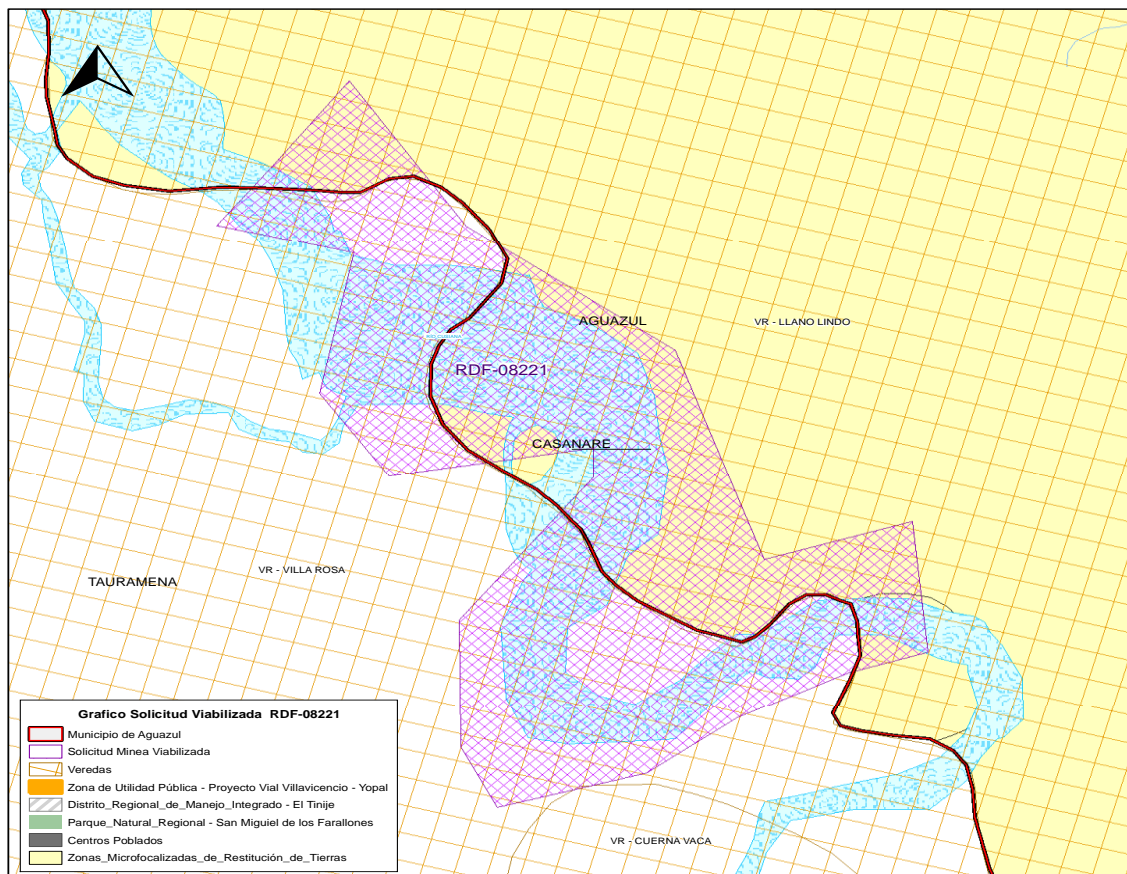 AGUAZUL
VR - LLANO LINDO
RDF-08221
CASANARE
VR - VILLA ROSA
TAURAMENA
VR - CUERNA VACA
Grafico Solicitud Viabilizada RDF-08221
Municipio de Aguazul
Solicitud Minea Viabilizada
Veredas
Zona de Utilidad Pública - Proyecto Vial Villavicencio - Yopal
Distrito_Regional_de_Manejo_Integrado - El Tinije
Parque_Natural_Regional - San Miguel de los Farallones
Centros Poblados
Zonas_Microfocalizadas_de_Restitución_de_Tierras